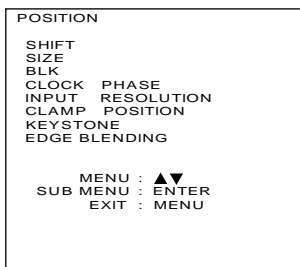 POSITION
SHIFT
SIZE
BLK
CLOCK PHASE
INPUT RESOLUTION
CLAMP POSITION
KEYSTONE
EDGE BLENDING
MENU : ▲▼
SUB MENU : ENTER
EXIT : MENU